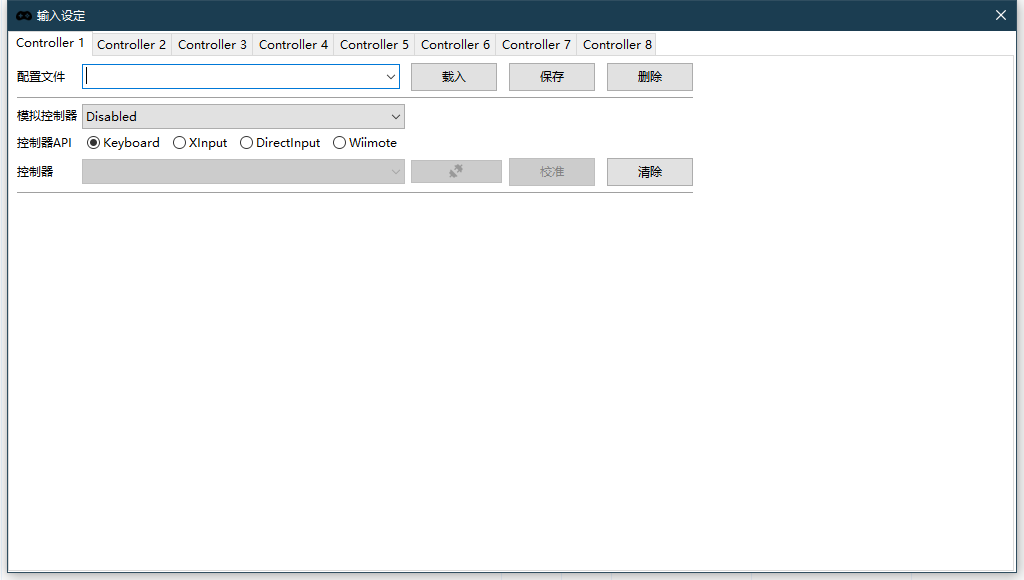 输入设定
Controller 1 Controller 2 Controller 3 Controller 4 Controller 5 Controller 6 Controller 7 Controller 8
配置文件 载入 保存 删除
模拟控制器 Disabled
控制器API Keyboard XInput DirectInput Wiimote
控制器 校准 清除